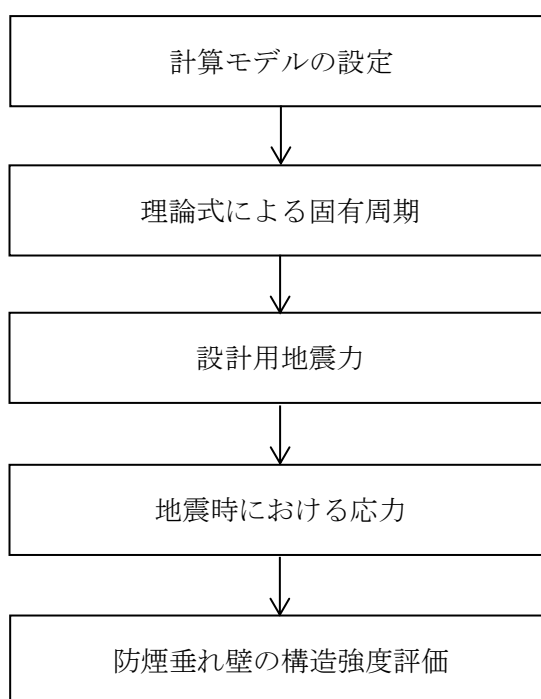 計算モデルの設定
理論式による固有周期
設計用地震力
地震時における応力
防煙垂れ壁の構造強度評価